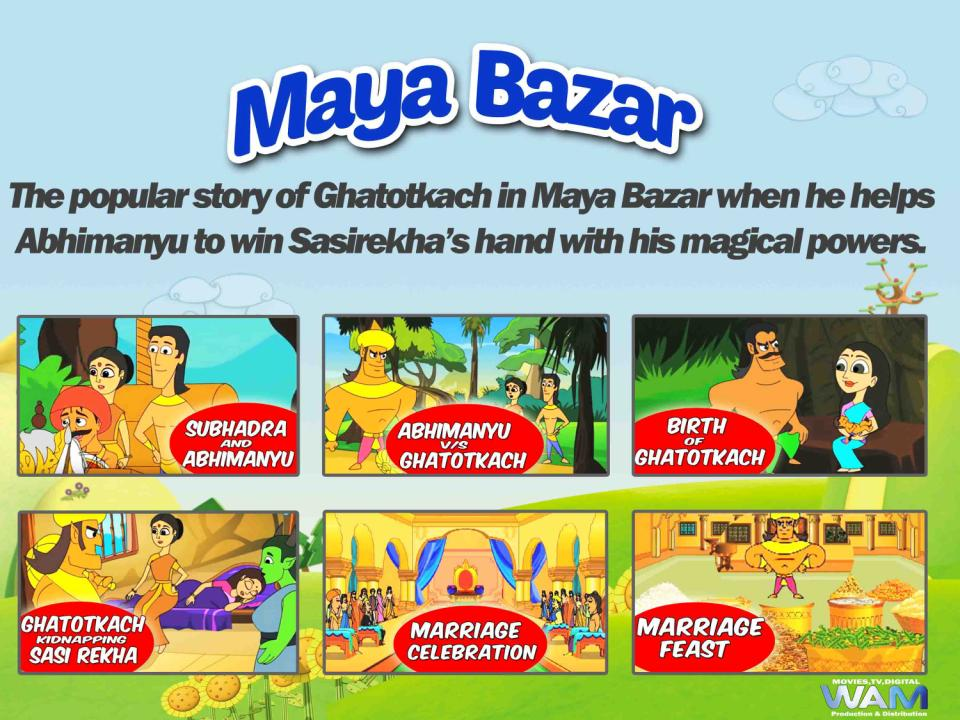 Maya Bazar
The popular story of Ghatotkach in Maya Bazar when he helps
Abhimanyu to win Sasirekha's hand with his magical powers.
SUBHADRA
AND
ABHIMANYU
ABHIMANYU
V/S
GHATOTKACH
BIRTH
OF
GHATOTKACH
GHATOTKACH
KIDNAPPING
SASI REKHA
MARRIAGE
CELEBRATION
MARRIAGE
FEAST
MOVIES,TV,DIGITAL
WAM
Production & Distribution